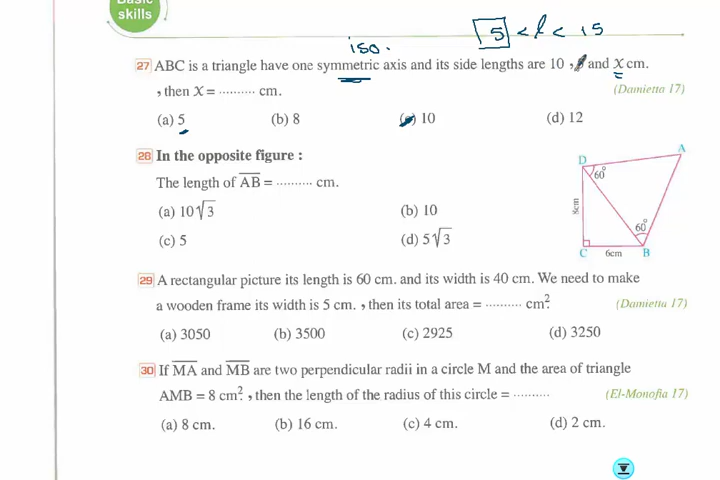 Basic
skills
5 < l < 15
iso.
27 ABC is a triangle have one symmetric axis and its side lengths are 10 , and X cm.
, then X = .......... cm. (Damietta 17)
(a) 5 (b) 8 (c) 10 (d) 12
28 In the opposite figure :
The length of AB = .......... cm.
(a) 10√3 (b) 10
(c) 5 (d) 5√3
A
D
60°
8cm
60°
C 6cm B
29 A rectangular picture its length is 60 cm. and its width is 40 cm. We need to make
a wooden frame its width is 5 cm. , then its total area = .......... cm². (Damietta 17)
(a) 3050 (b) 3500 (c) 2925 (d) 3250
30 If MA and MB are two perpendicular radii in a circle M and the area of triangle
AMB = 8 cm². , then the length of the radius of this circle = .......... (El-Monofia 17)
(a) 8 cm. (b) 16 cm. (c) 4 cm. (d) 2 cm.